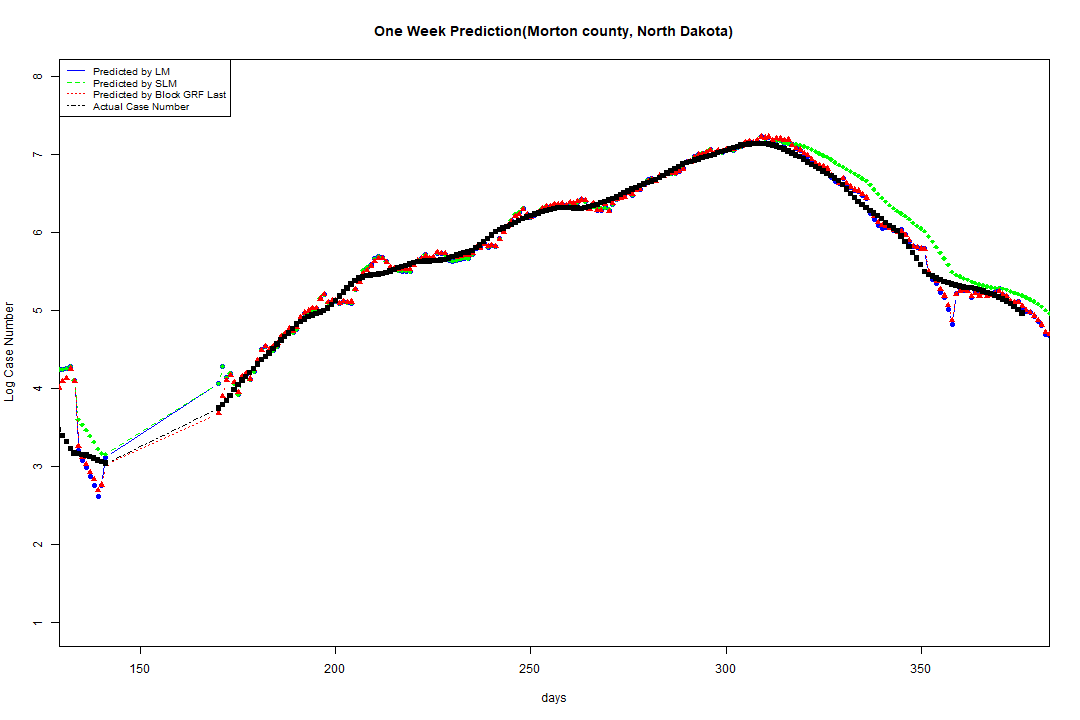 One Week Prediction(Morton county, North Dakota)
Predicted by LM
Predicted by SLM
Predicted by Block GRF Last
Actual Case Number
8
7
6
5
4
3
2
1
Log Case Number
150 200 250 300 350
days